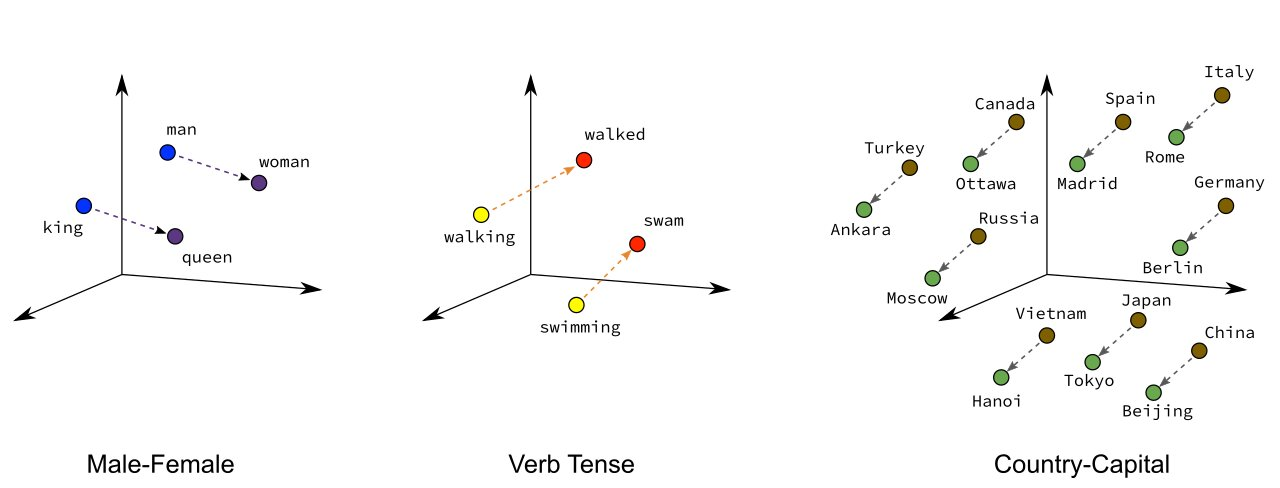 man
woman
king
queen
Male-Female
walked
walking
swam
swimming
Verb Tense
Italy
Canada
Spain
Turkey
Rome
Ottawa
Madrid
Germany
Russia
Ankara
Berlin
Moscow
Japan
Vietnam
China
Tokyo
Hanoi
Beijing
Country-Capital